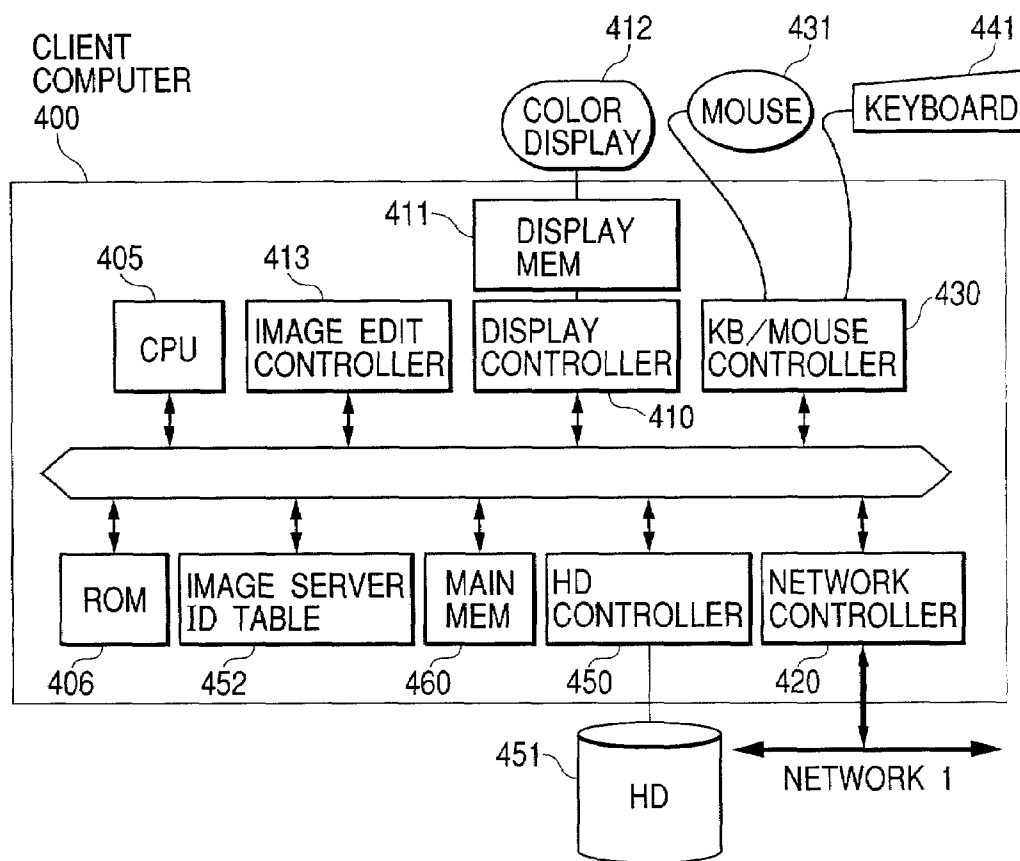 CLIENT
COMPUTER
400
412
431
441
COLOR
DISPLAY
MOUSE
KEYBOARD
411
DISPLAY
MEM
405
413
430
CPU
IMAGE EDIT
CONTROLLER
DISPLAY
CONTROLLER
KB/MOUSE
CONTROLLER
410
ROM
IMAGE SERVER
ID TABLE
MAIN
MEM
HD
CONTROLLER
NETWORK
CONTROLLER
406
452
460
450
420
451
HD
NETWORK 1